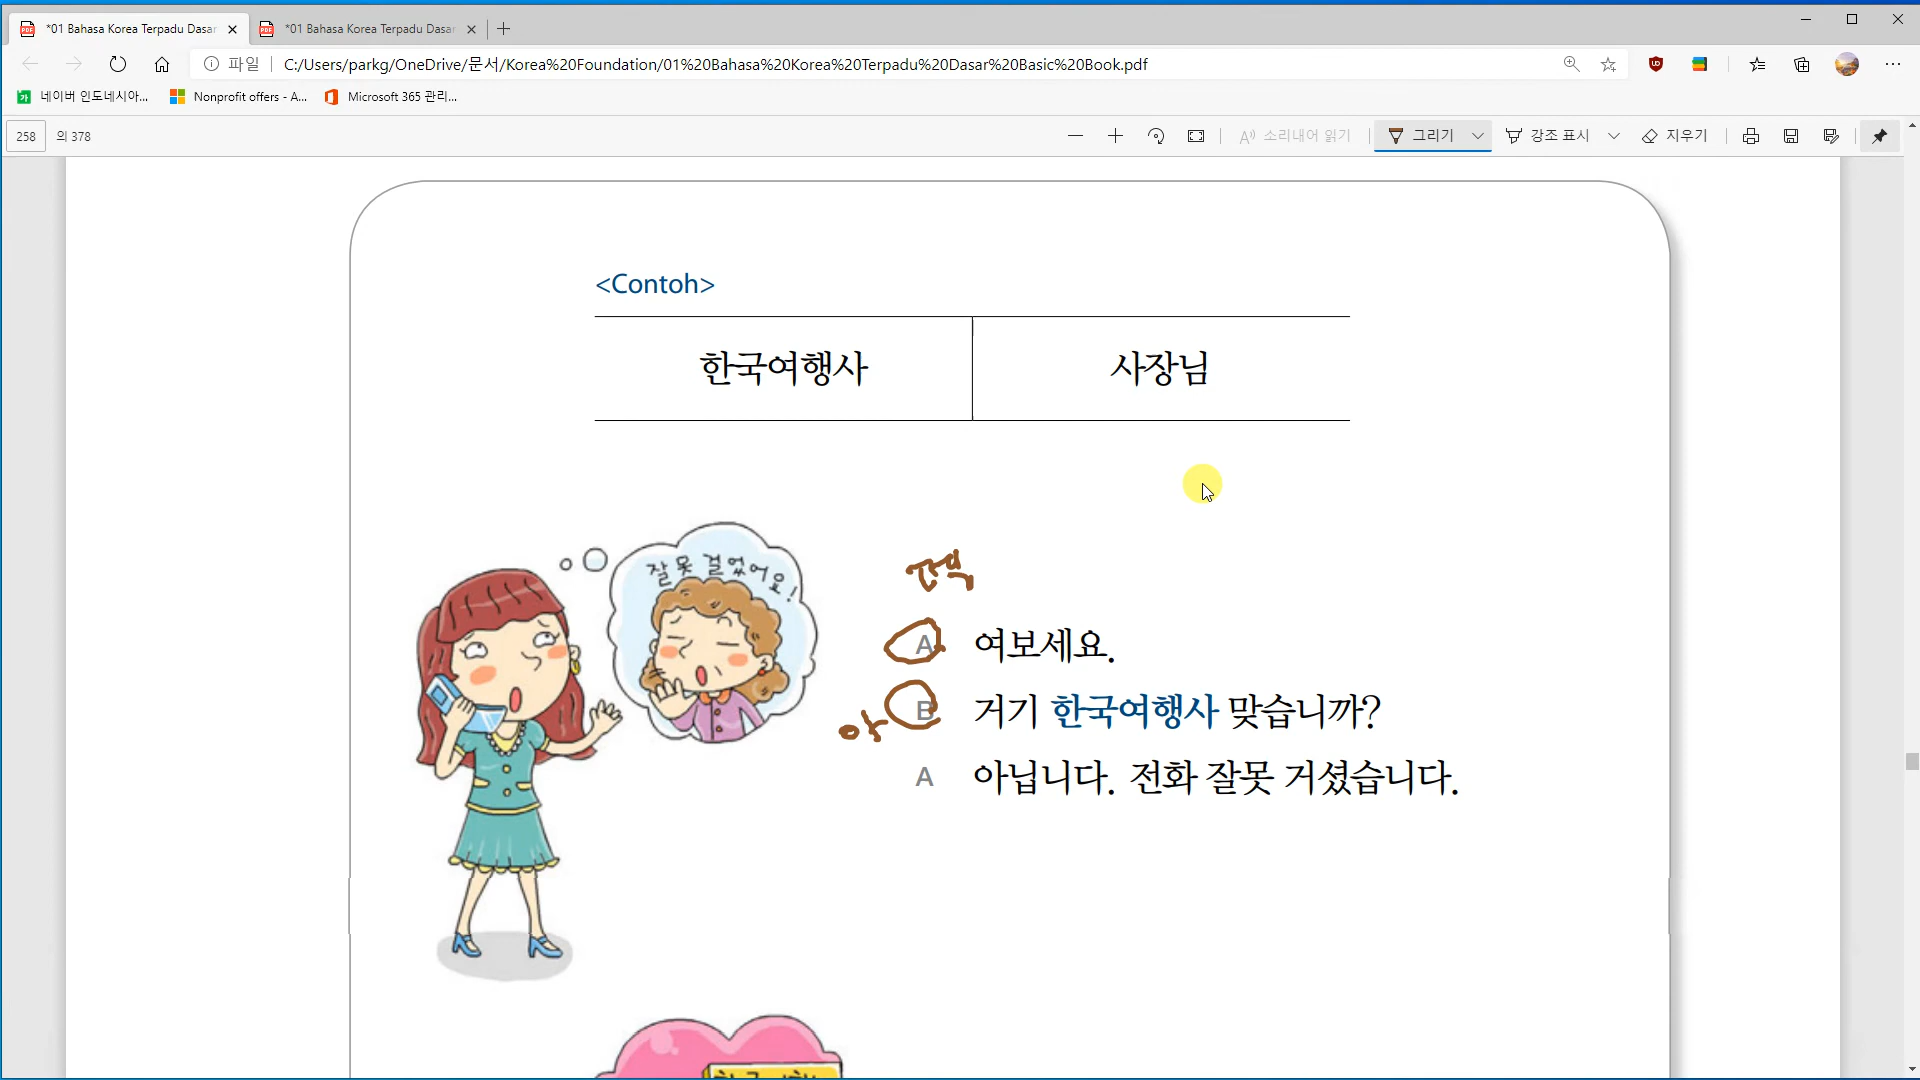 *01 Bahasa Korea Terpadu Dasar
*01 Bahasa Korea Terpadu Dasar
파일
C:/Users/parkg/OneDrive/문서/Korea%20Foundation/01%20Bahasa%20Korea%20Terpadu%20Dasar%20Basic%20Book.pdf
네이버 인도네시아...
Nonprofit offers - A...
Microsoft 365 관리...
258 의 378
소리내어 읽기
그리기
강조 표시
지우기
<Contoh>
한국여행사 사장님
잘못 걸었어요!
A 여보세요.
B 거기 한국여행사 맞습니까?
A 아닙니다. 전화 잘못 거셨습니다.